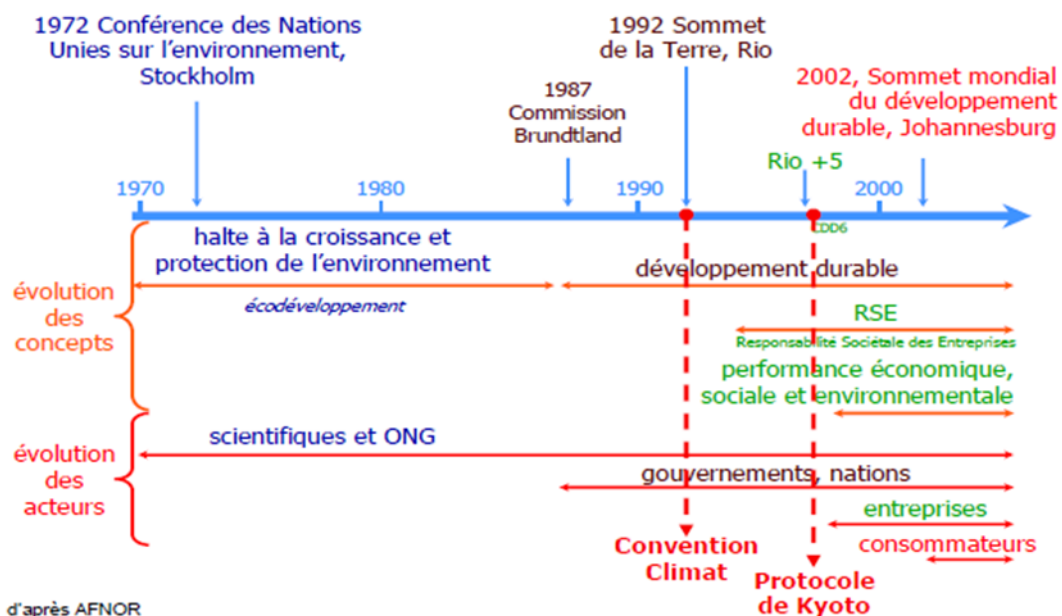 1972 Conférence des Nations
Unies sur l'environnement,
Stockholm
1987
Commission
Brundtland
1992 Sommet
de la Terre, Rio
2002, Sommet mondial
du développement
durable, Johannesburg
Rio +5
1970
1980
1990
2000
CDD6
évolution
des
concepts
halte à la croissance et
protection de l'environnement
écodéveloppement
développement durable
RSE
Responsabilité Sociétale des Entreprises
performance économique,
sociale et environnementale
évolution
des
acteurs
scientifiques et ONG
gouvernements, nations
entreprises
consommateurs
Convention
Climat
Protocole
de Kyoto
d'après AFNOR